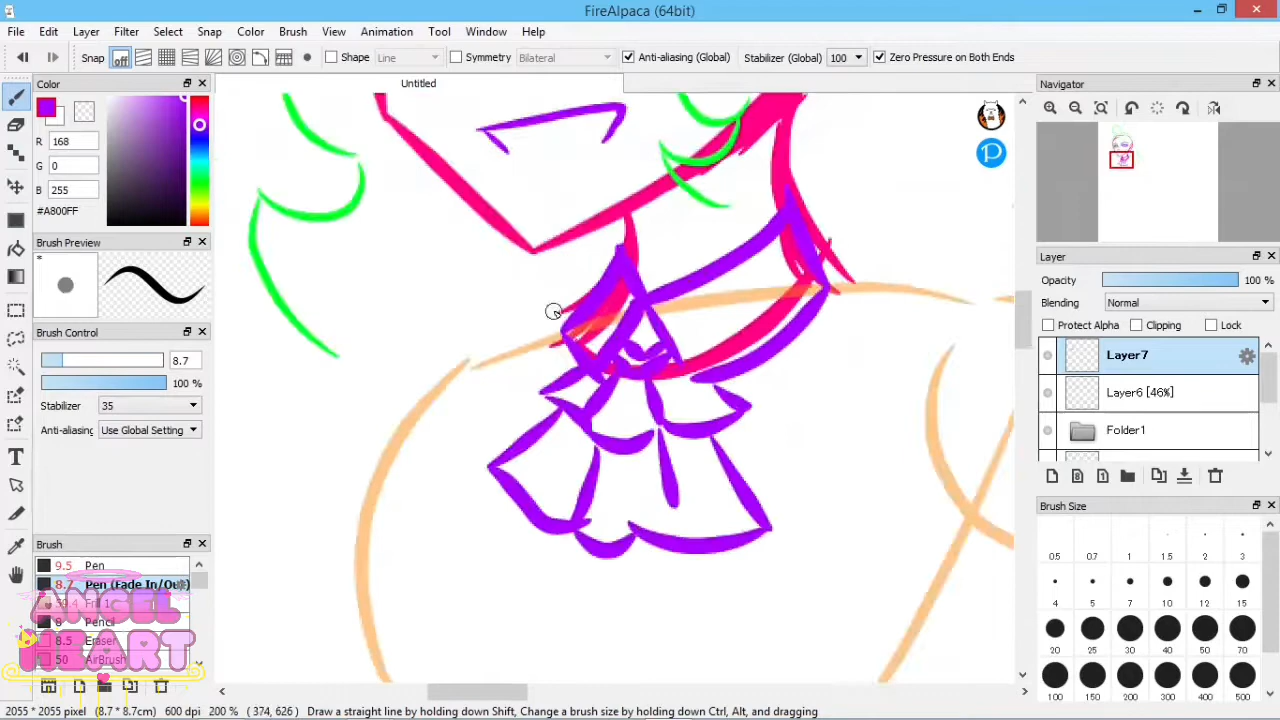 FireAlpaca (64bit)
File Edit Layer Filter Select Snap Color Brush View Animation Tool Window Help
Snap off Shape Line Symmetry Bilateral Anti-aliasing (Global) Stabilizer (Global) 100 Zero Pressure on Both Ends
Color
Untitled
Navigator
R 168
G 0
B 255
#A800FF
Brush Preview
*
Brush Control
8.7
100 %
Stabilizer 35
Anti-aliasing Use Global Setting
Brush
9.5 Pen
8.7 Pen (Fade In/Out)
Fill 1
8 Pencil
8.5 Eraser
50 AirBrush
ANGEL
HEART
P
Layer
Opacity 100 %
Blending Normal
Protect Alpha Clipping Lock
Layer7
Layer6 [46%]
Folder1
Brush Size
0.5 0.7 1 1.5 2 3
4 5 7 10 12 15
20 25 30 40 50 70
100 150 200 300 400 500
2055 * 2055 pixel (8.7 * 8.7cm) 600 dpi 200 % ( 374, 626 ) Draw a straight line by holding down Shift, Change a brush size by holding down Ctrl, Alt, and dragging